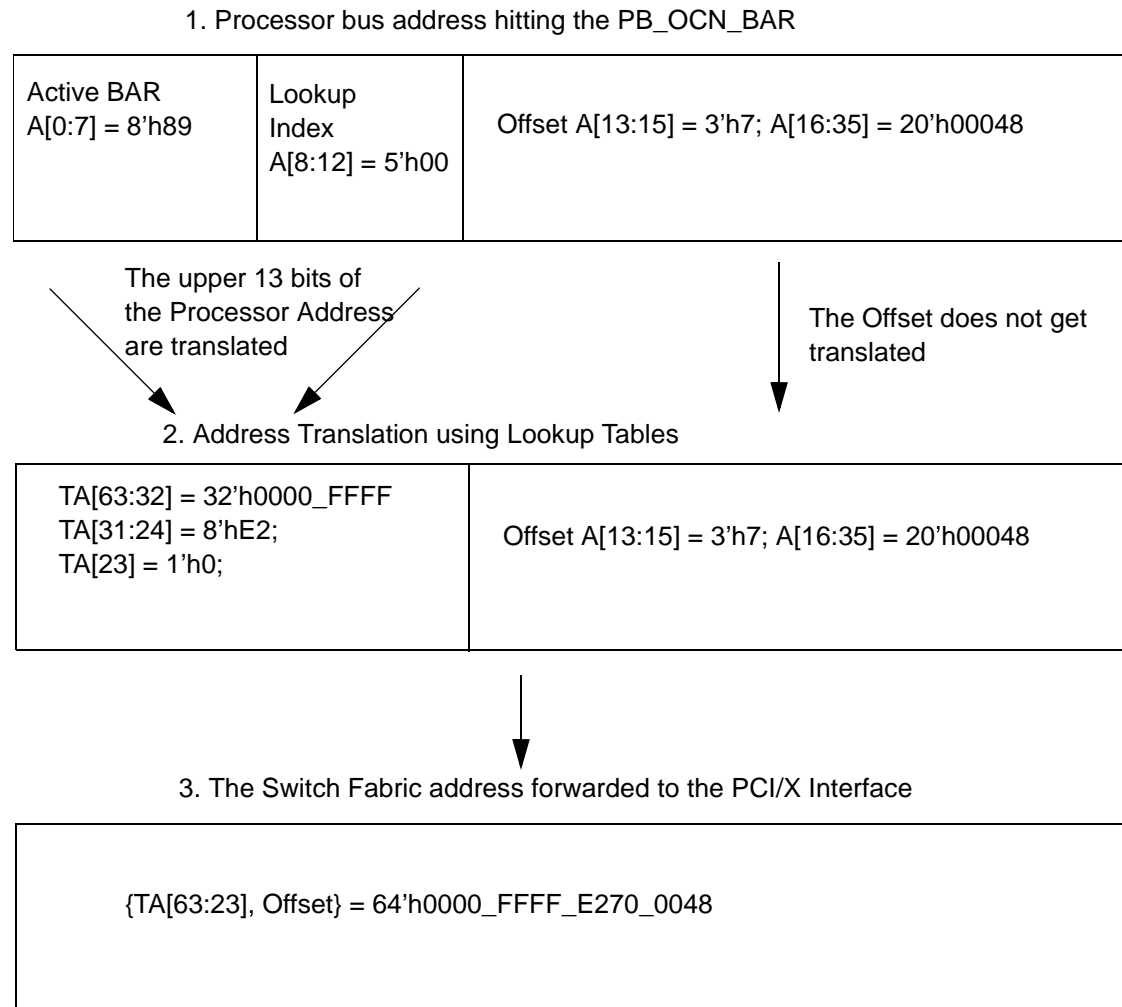 1. Processor bus address hitting the PB_OCN_BAR
Active BAR
A[0:7] = 8’h89
Lookup
Index
A[8:12] = 5’h00
Offset A[13:15] = 3’h7; A[16:35] = 20’h00048
The upper 13 bits of
the Processor Address
are translated
The Offset does not get
translated
2. Address Translation using Lookup Tables
TA[63:32] = 32’h0000_FFFF
TA[31:24] = 8’hE2;
TA[23] = 1’h0;
Offset A[13:15] = 3’h7; A[16:35] = 20’h00048
3. The Switch Fabric address forwarded to the PCI/X Interface
{TA[63:23], Offset} = 64’h0000_FFFF_E270_0048